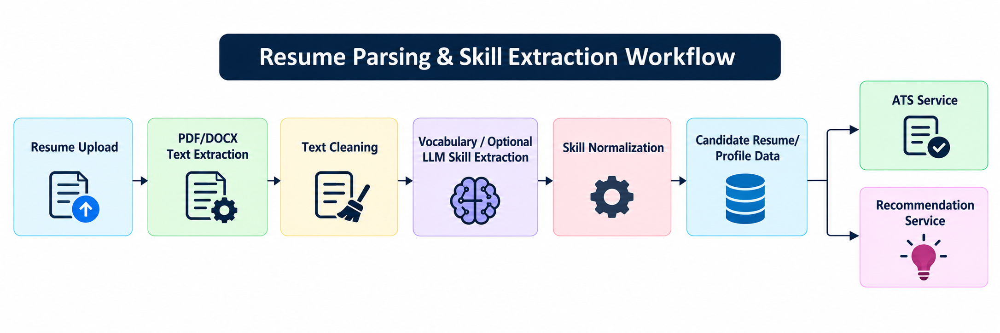 Resume Parsing & Skill Extraction Workflow
Resume Upload
PDF/DOCX
Text Extraction
Text Cleaning
Vocabulary / Optional
LLM Skill Extraction
Skill Normalization
Candidate Resume/
Profile Data
ATS Service
Recommendation
Service